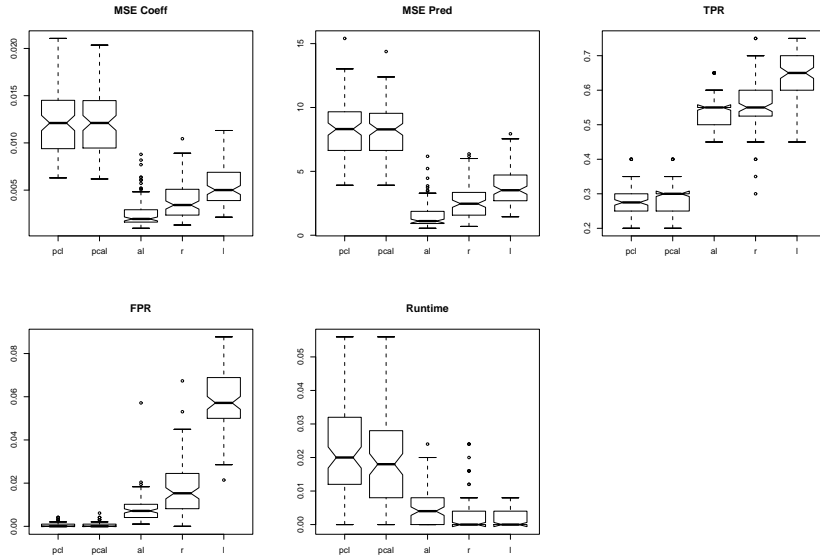 MSE Coeff
0.005 0.010 0.015 0.020
pcl pcal al r l
MSE Pred
0 5 10 15
pcl pcal al r l
TPR
0.2 0.3 0.4 0.5 0.6 0.7
pcl pcal al r l
FPR
0.00 0.02 0.04 0.06 0.08
pcl pcal al r l
Runtime
0.00 0.01 0.02 0.03 0.04 0.05
pcl pcal al r l